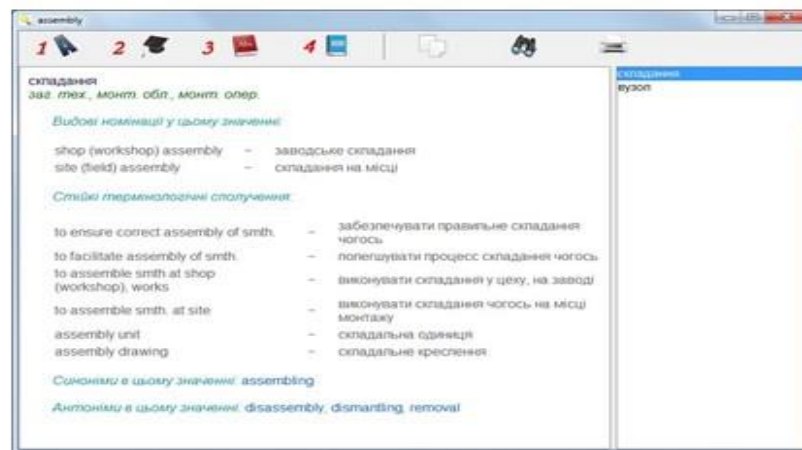 assembly
1 2 3 4
складання
заг. тех., монт. обл., монт. опер.
Видові номінації у цьому значенні:
shop (workshop) assembly – заводське складання
site (field) assembly – складання на місці
Стійкі термінологічні сполучення:
to ensure correct assembly of smth. – забезпечувати правильне складання
чогось
to facilitate assembly of smth. – полегшувати процесс складання чогось
to assemble smth at shop
(workshop), works – виконувати складання у цеху, на заводі
to assemble smth. at site – виконувати складання чогось на місці
монтажу
assembly unit – складальна одиниця
assembly drawing – складальне креслення
Синоніми в цьому значенні: assembling
Антоніми в цьому значенні: disassembly, dismantling, removal
складання
вузол